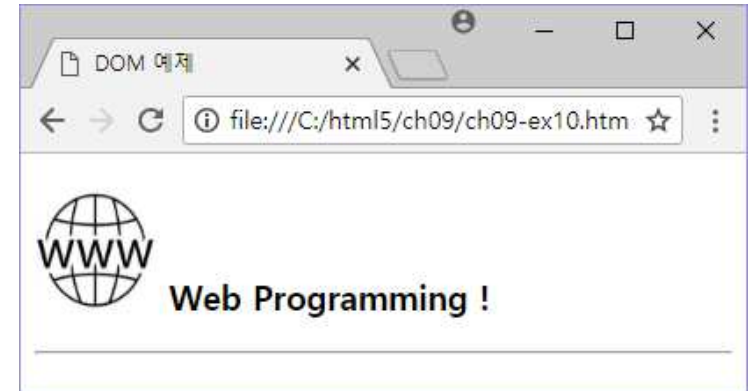 DOM 예제
file:///C:/html5/ch09/ch09-ex10.htm
WWW
Web Programming !